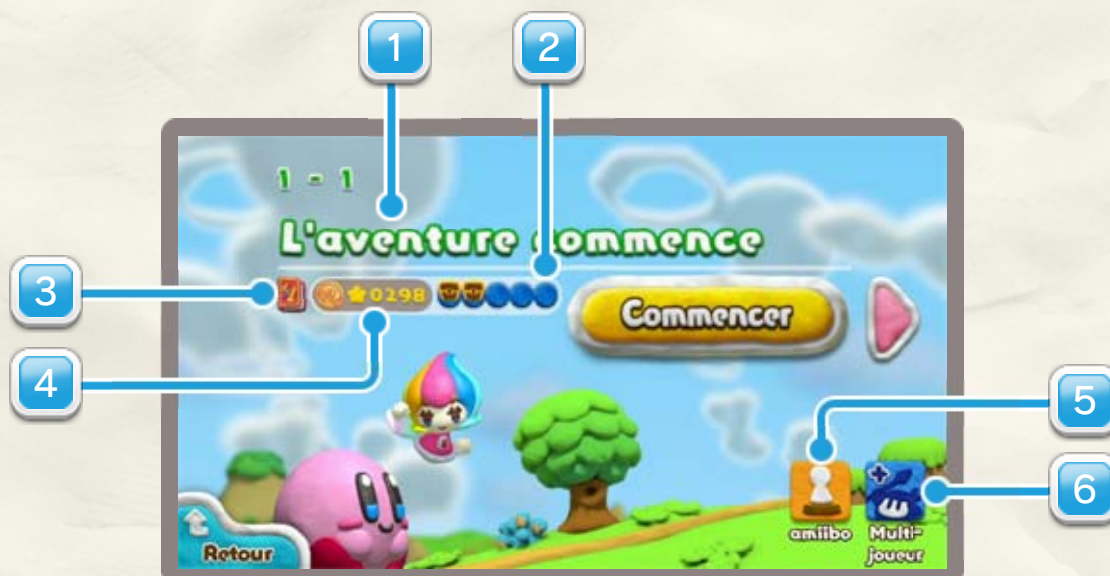 1
2
1 - 1
L'aventure commence
3
0298
Commencer
4
5
amiibo
Multi-
joueur
6
Retour